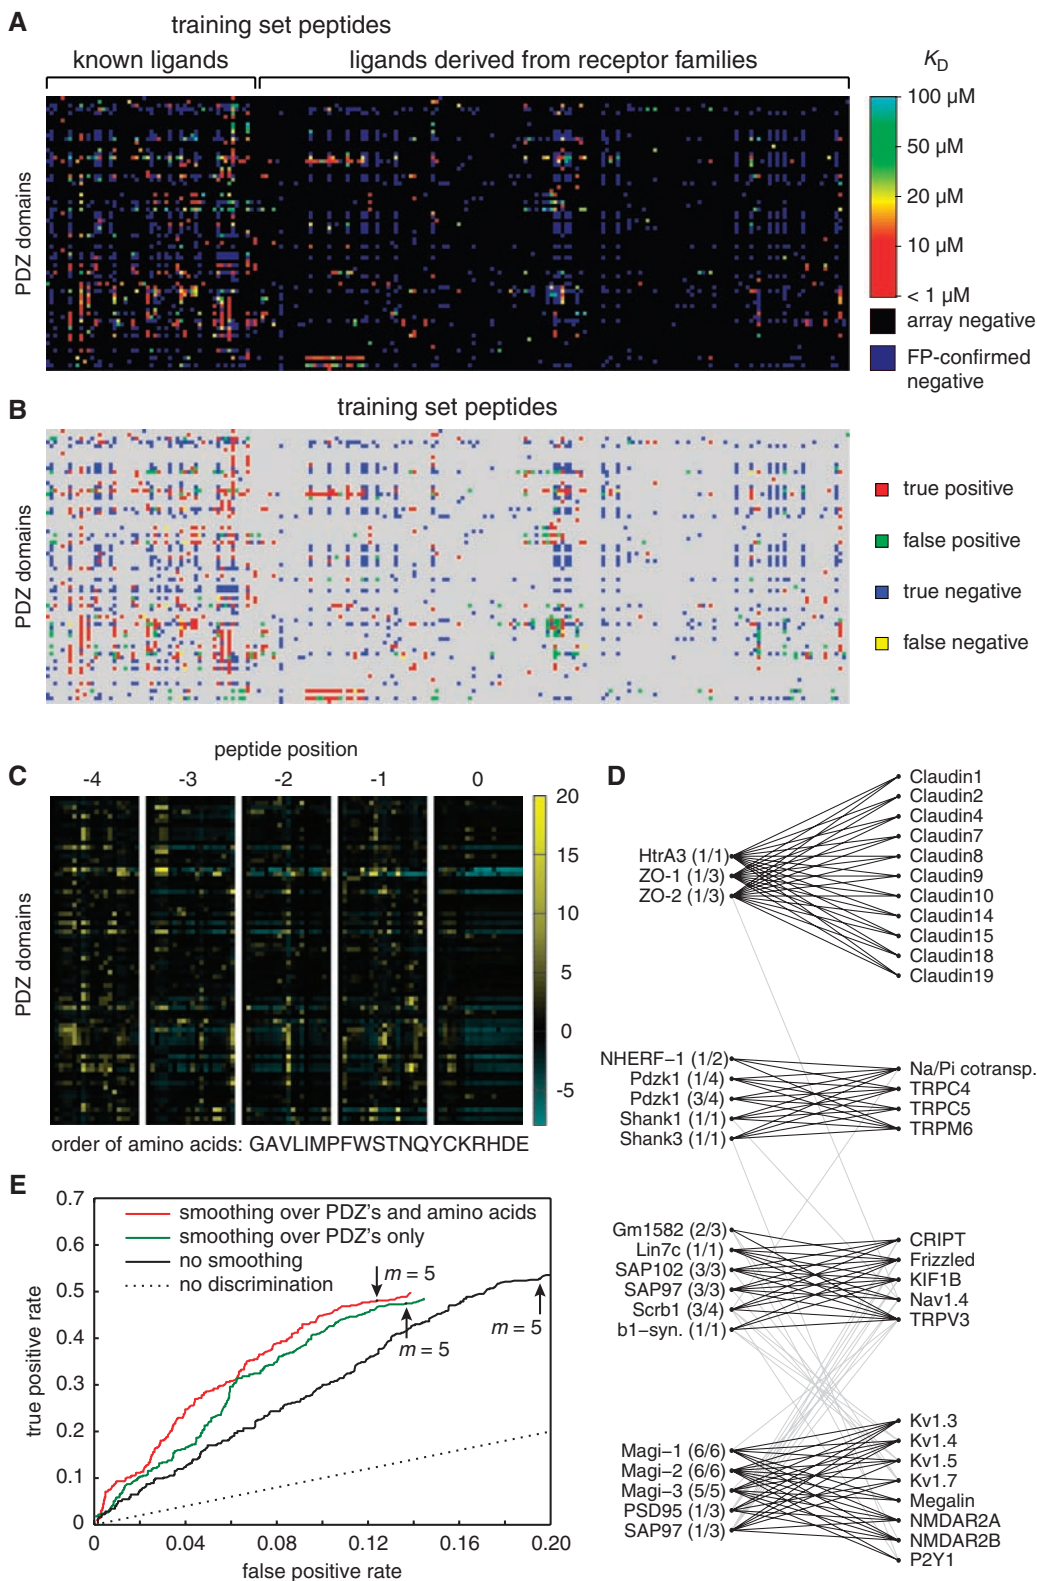 A
training set peptides
known ligands
ligands derived from receptor families
PDZ domains
KD
100 µM
50 µM
20 µM
10 µM
< 1 µM
array negative
FP-confirmed
negative
B
training set peptides
PDZ domains
true positive
false positive
true negative
false negative
C
peptide position
-4 -3 -2 -1 0
PDZ domains
20
15
10
5
0
-5
order of amino acids: GAVLIMPFWSTNQYCKRHDE
D
HtrA3 (1/1)
ZO-1 (1/3)
ZO-2 (1/3)
Claudin1
Claudin2
Claudin4
Claudin7
Claudin8
Claudin9
Claudin10
Claudin14
Claudin15
Claudin18
Claudin19
NHERF−1 (1/2)
Pdzk1 (1/4)
Pdzk1 (3/4)
Shank1 (1/1)
Shank3 (1/1)
Na/Pi cotransp.
TRPC4
TRPC5
TRPM6
Gm1582 (2/3)
Lin7c (1/1)
SAP102 (3/3)
SAP97 (3/3)
Scrb1 (3/4)
b1−syn. (1/1)
CRIPT
Frizzled
KIF1B
Nav1.4
TRPV3
Magi−1 (6/6)
Magi−2 (6/6)
Magi−3 (5/5)
PSD95 (1/3)
SAP97 (1/3)
Kv1.3
Kv1.4
Kv1.5
Kv1.7
Megalin
NMDAR2A
NMDAR2B
P2Y1
E
true positive rate
0.7
0.6
0.5
0.4
0.3
0.2
0.1
0
smoothing over PDZ's and amino acids
smoothing over PDZ's only
no smoothing
no discrimination
m = 5
m = 5
m = 5
0 0.04 0.08 0.12 0.16 0.20
false positive rate